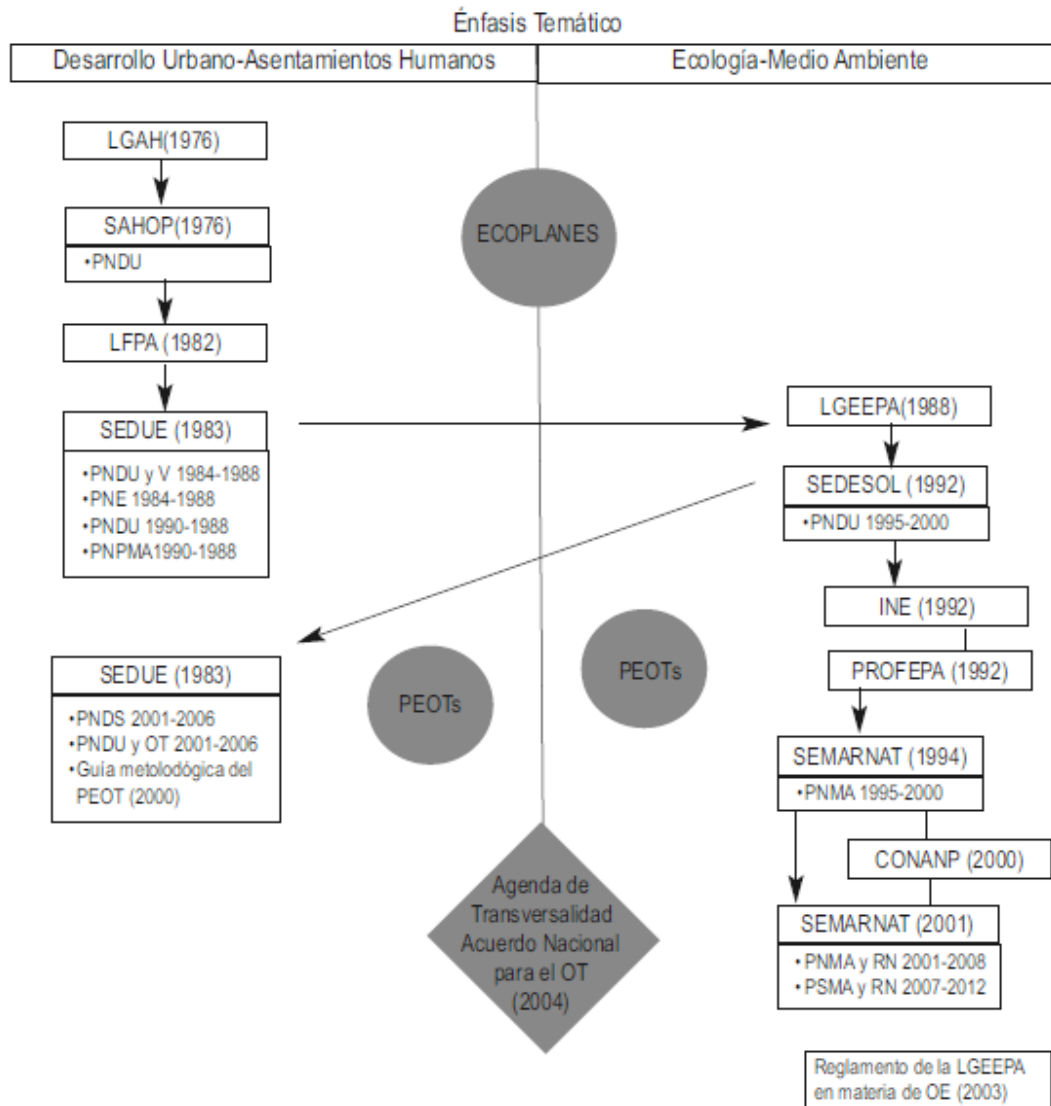 Énfasis Temático
Desarrollo Urbano-Asentamientos Humanos
Ecología-Medio Ambiente
LGAH(1976)
SAHOP(1976)
•PNDU
LFPA (1982)
SEDUE (1983)
•PNDU y V 1984-1988
•PNE 1984-1988
•PNDU 1990-1988
•PNPMA1990-1988
SEDUE (1983)
•PNDS 2001-2006
•PNDU y OT 2001-2006
•Guía metolodógica del
PEOT (2000)
ECOPLANES
PEOTs
PEOTs
Agenda de
Transversalidad
Acuerdo Nacional
para el OT
(2004)
LGEEPA(1988)
SEDESOL (1992)
•PNDU 1995-2000
INE (1992)
PROFEPA (1992)
SEMARNAT (1994)
•PNMA 1995-2000
CONANP (2000)
SEMARNAT (2001)
• PNMA y RN 2001-2008
• PSMA y RN 2007-2012
Reglamento de la LGEEPA
en materia de OE (2003)